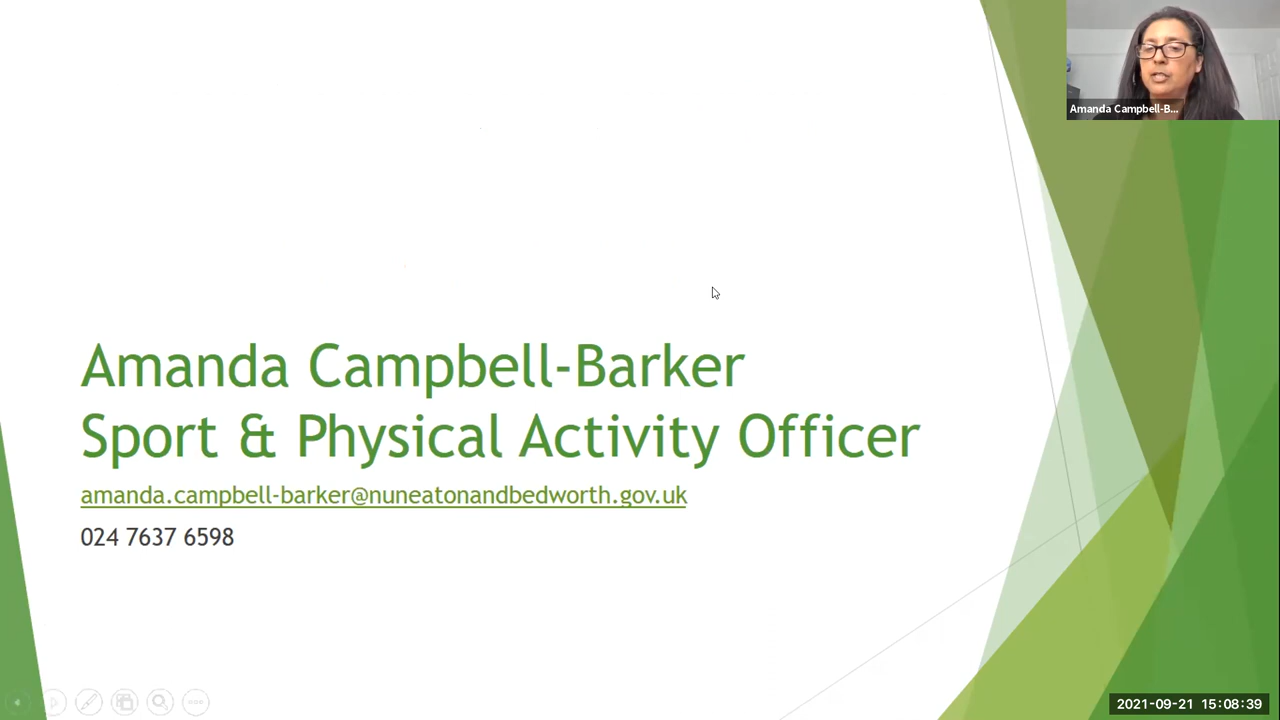 Amanda Campbell-B...
Amanda Campbell-Barker
Sport & Physical Activity Officer
amanda.campbell-barker@nuneatonandbedworth.gov.uk
024 7637 6598
2021-09-21 15:08:39